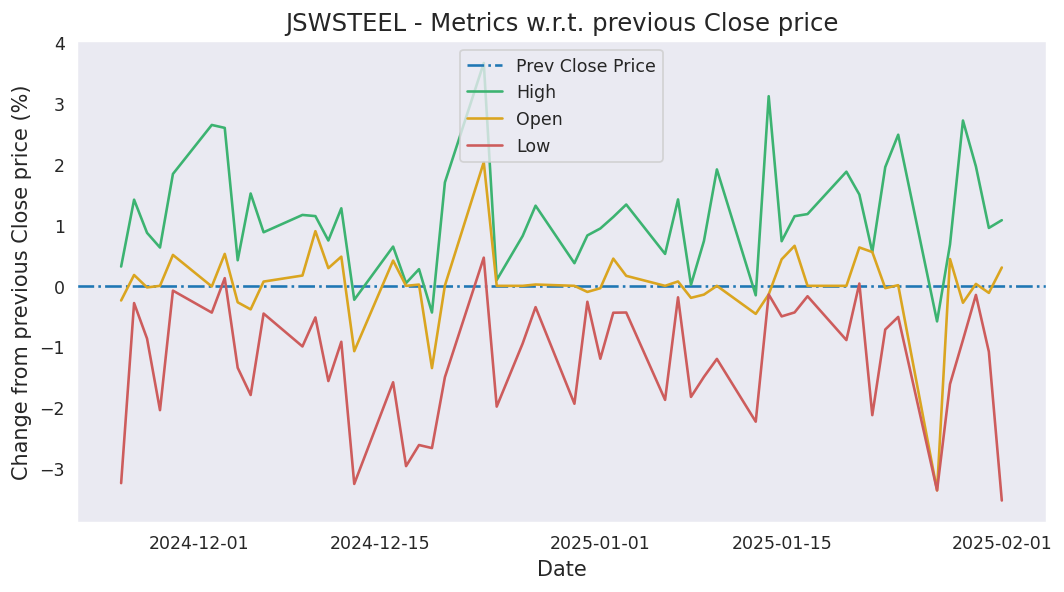 JSWSTEEL - Metrics w.r.t. previous Close price
Change from previous Close price (%)
4
3
2
1
0
−1
−2
−3
Prev Close Price
High
Open
Low
2024-12-01
2024-12-15
2025-01-01
2025-01-15
2025-02-01
Date